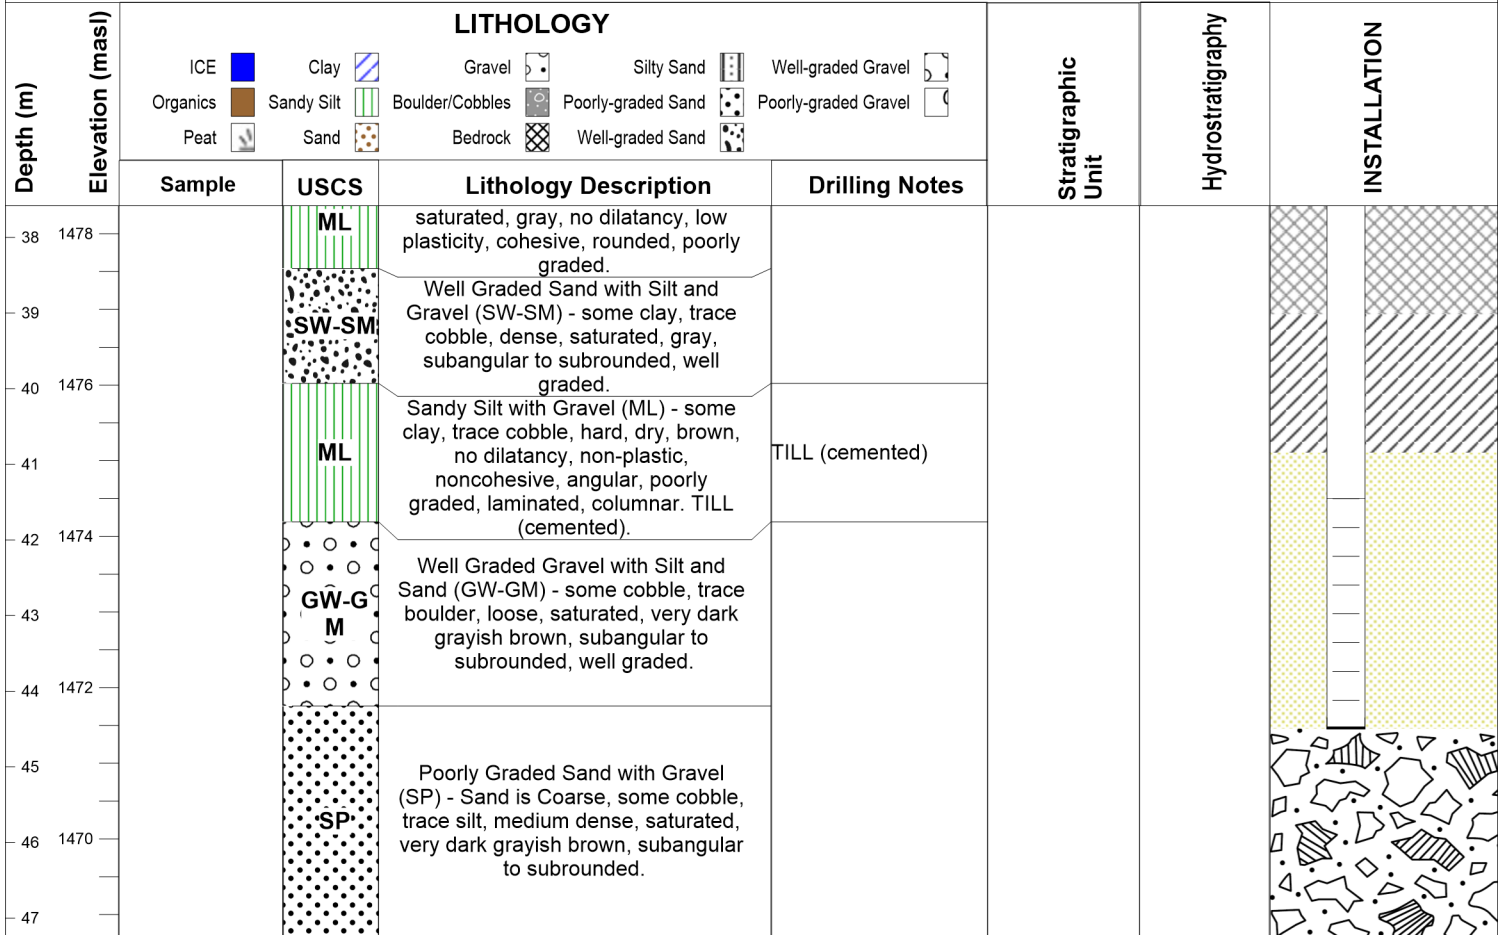 LITHOLOGY
ICE Clay Gravel Silty Sand Well-graded Gravel
Organics Sandy Silt Boulder/Cobbles Poorly-graded Sand Poorly-graded Gravel
Peat Sand Bedrock Well-graded Sand
Depth (m)
Elevation (masl)
Sample
USCS
Lithology Description
Drilling Notes
Stratigraphic
Unit
Hydrostratigraphy
INSTALLATION
38
39
40
41
42
43
44
45
46
47
1478
1476
1474
1472
1470
ML
saturated, gray, no dilatancy, low
plasticity, cohesive, rounded, poorly
graded.
SW-SM
Well Graded Sand with Silt and
Gravel (SW-SM) - some clay, trace
cobble, dense, saturated, gray,
subangular to subrounded, well
graded.
ML
Sandy Silt with Gravel (ML) - some
clay, trace cobble, hard, dry, brown,
no dilatancy, non-plastic,
noncohesive, angular, poorly
graded, laminated, columnar. TILL
(cemented).
TILL (cemented)
GW-G
M
Well Graded Gravel with Silt and
Sand (GW-GM) - some cobble, trace
boulder, loose, saturated, very dark
grayish brown, subangular to
subrounded, well graded.
SP
Poorly Graded Sand with Gravel
(SP) - Sand is Coarse, some cobble,
trace silt, medium dense, saturated,
very dark grayish brown, subangular
to subrounded.